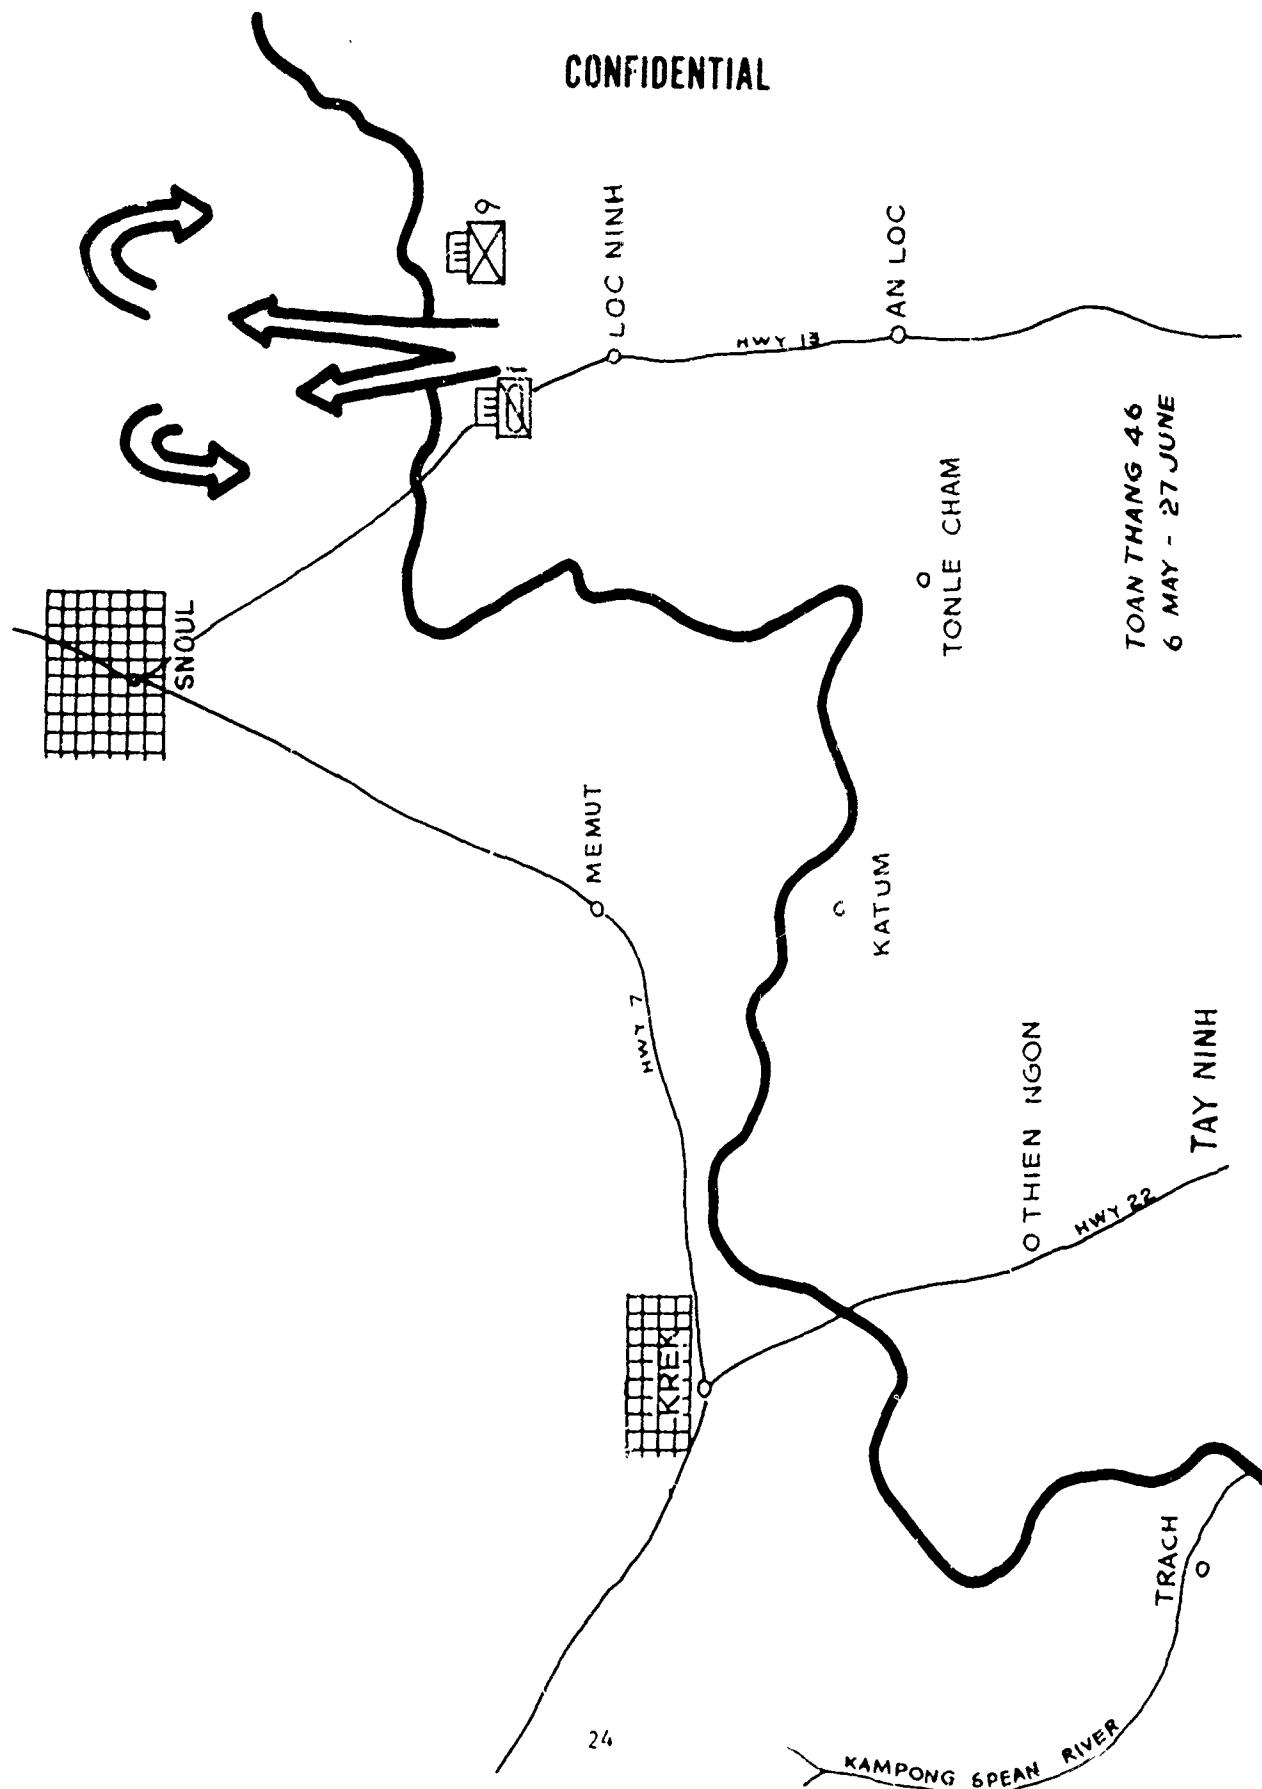 CONFIDENTIAL
9
LOC NINH
HWY 13
AN LOC
1
SNOUL
TONLE CHAM
TOAN THANG 46
6 MAY - 27 JUNE
MEMUT
KATUM
HWY 7
THIEN NGON
TAY NINH
HWY 22
KREK
TRACH
KAMPONG SPEAN RIVER
24